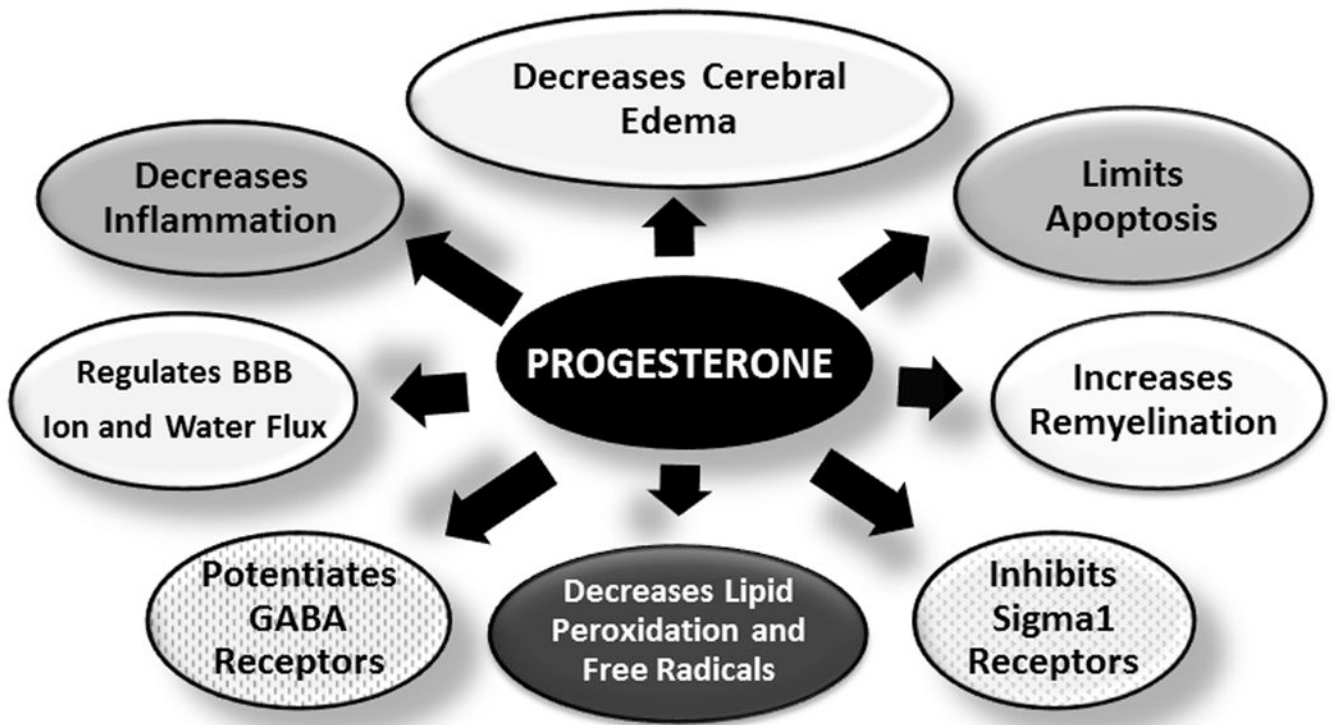 Decreases Cerebral
Edema
Decreases
Inflammation
Limits
Apoptosis
PROGESTERONE
Regulates BBB
Ion and Water Flux
Increases
Remyelination
Potentiates
GABA
Receptors
Decreases Lipid
Peroxidation and
Free Radicals
Inhibits
Sigma1
Receptors